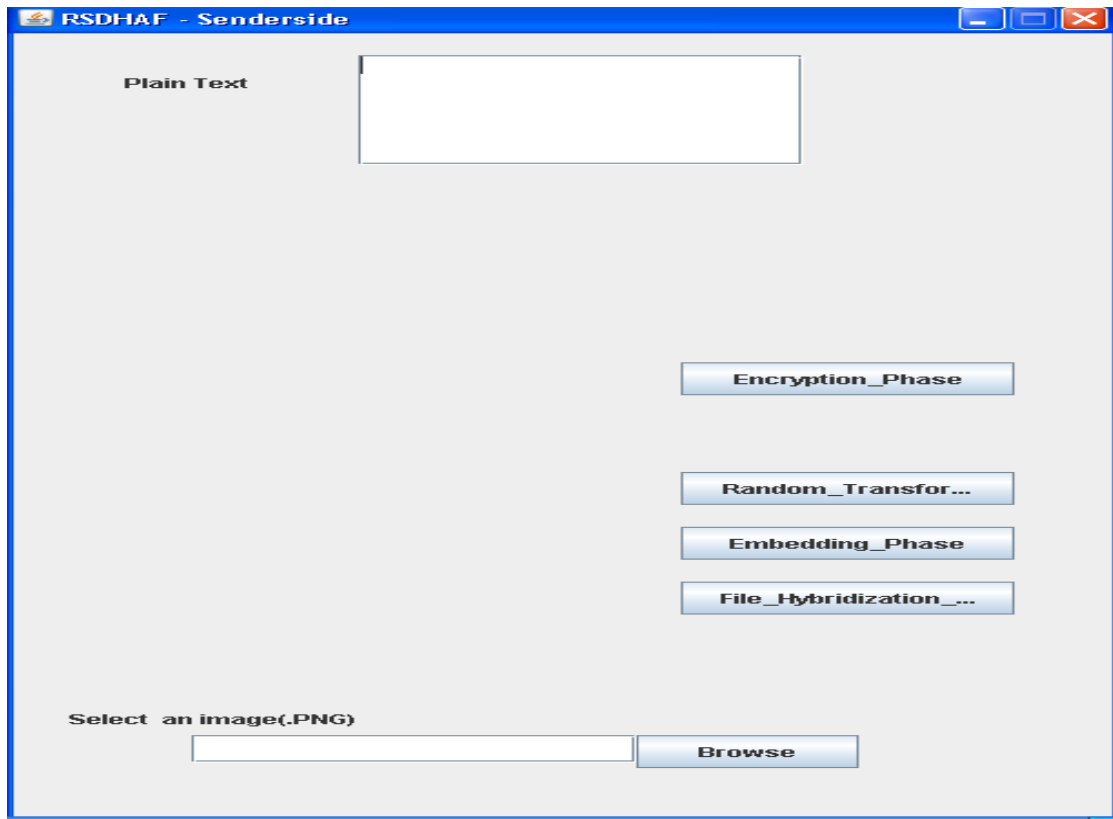 RSDHAF - Senderside
Plain Text
Encryption_Phase
Random_Transfor...
Embedding_Phase
File_Hybridization_...
Select an image(.PNG)
Browse